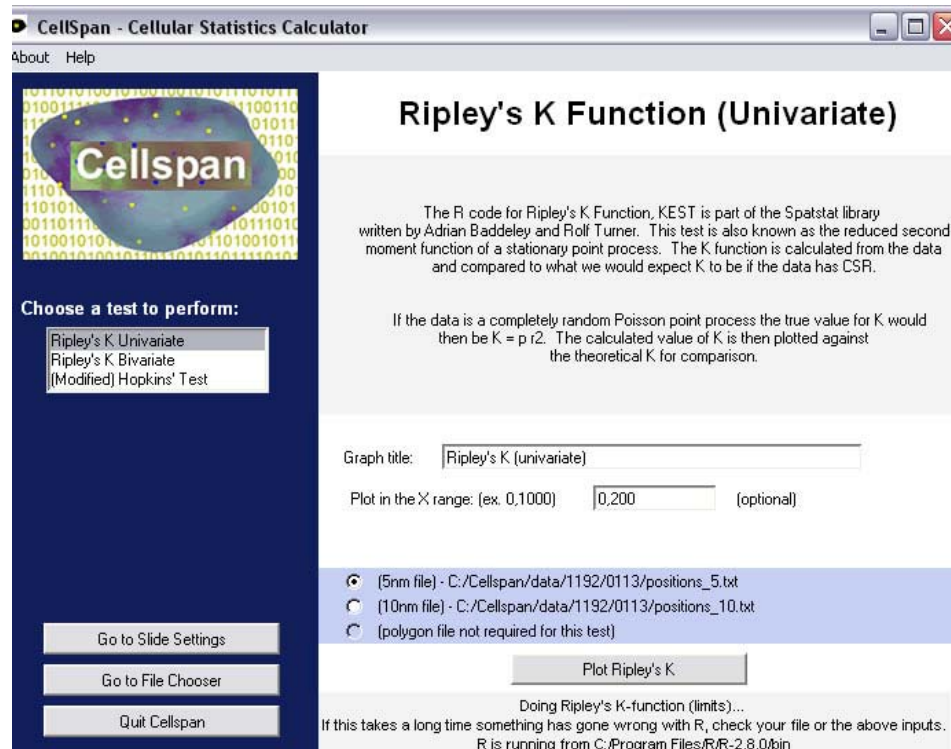 CellSpan - Cellular Statistics Calculator
About Help
Cellspan
Choose a test to perform:
Ripley's K Univariate
Ripley's K Bivariate
(Modified) Hopkins' Test
Go to Slide Settings
Go to File Chooser
Quit Cellspan
Ripley's K Function (Univariate)
The R code for Ripley's K Function, KEST is part of the Spatstat library
written by Adrian Baddeley and Rolf Turner. This test is also known as the reduced second
moment function of a stationary point process. The K function is calculated from the data
and compared to what we would expect K to be if the data has CSR.
If the data is a completely random Poisson point process the true value for K would
then be K = p r2. The calculated value of K is then plotted against
the theoretical K for comparison.
Graph title: Ripley's K (univariate)
Plot in the X range: (ex. 0,1000) 0,200 (optional)
(5nm file) - C:/Cellspan/data/1192/0113/positions_5.txt
(10nm file) - C:/Cellspan/data/1192/0113/positions_10.txt
(polygon file not required for this test)
Plot Ripley's K
Doing Ripley's K-function (limits)...
If this takes a long time something has gone wrong with R, check your file or the above inputs.
R is running from C:/Program Files/R/R-2.8.0/bin